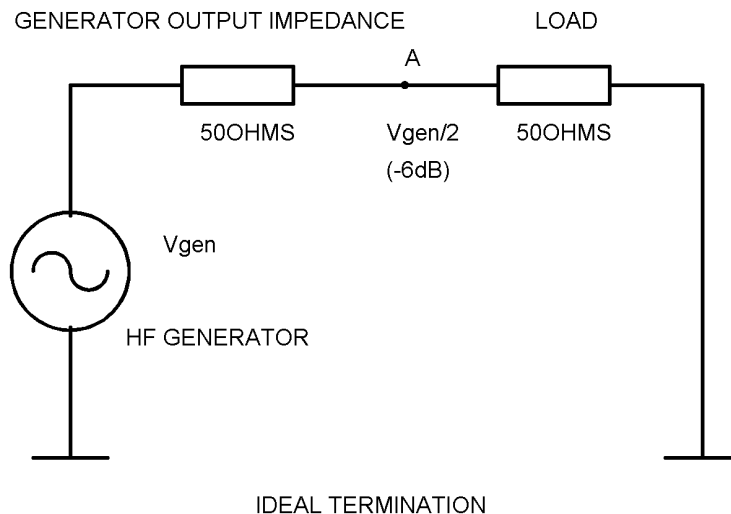 GENERATOR OUTPUT IMPEDANCE
LOAD
A
50OHMS
Vgen/2
50OHMS
(-6dB)
Vgen
HF GENERATOR
IDEAL TERMINATION